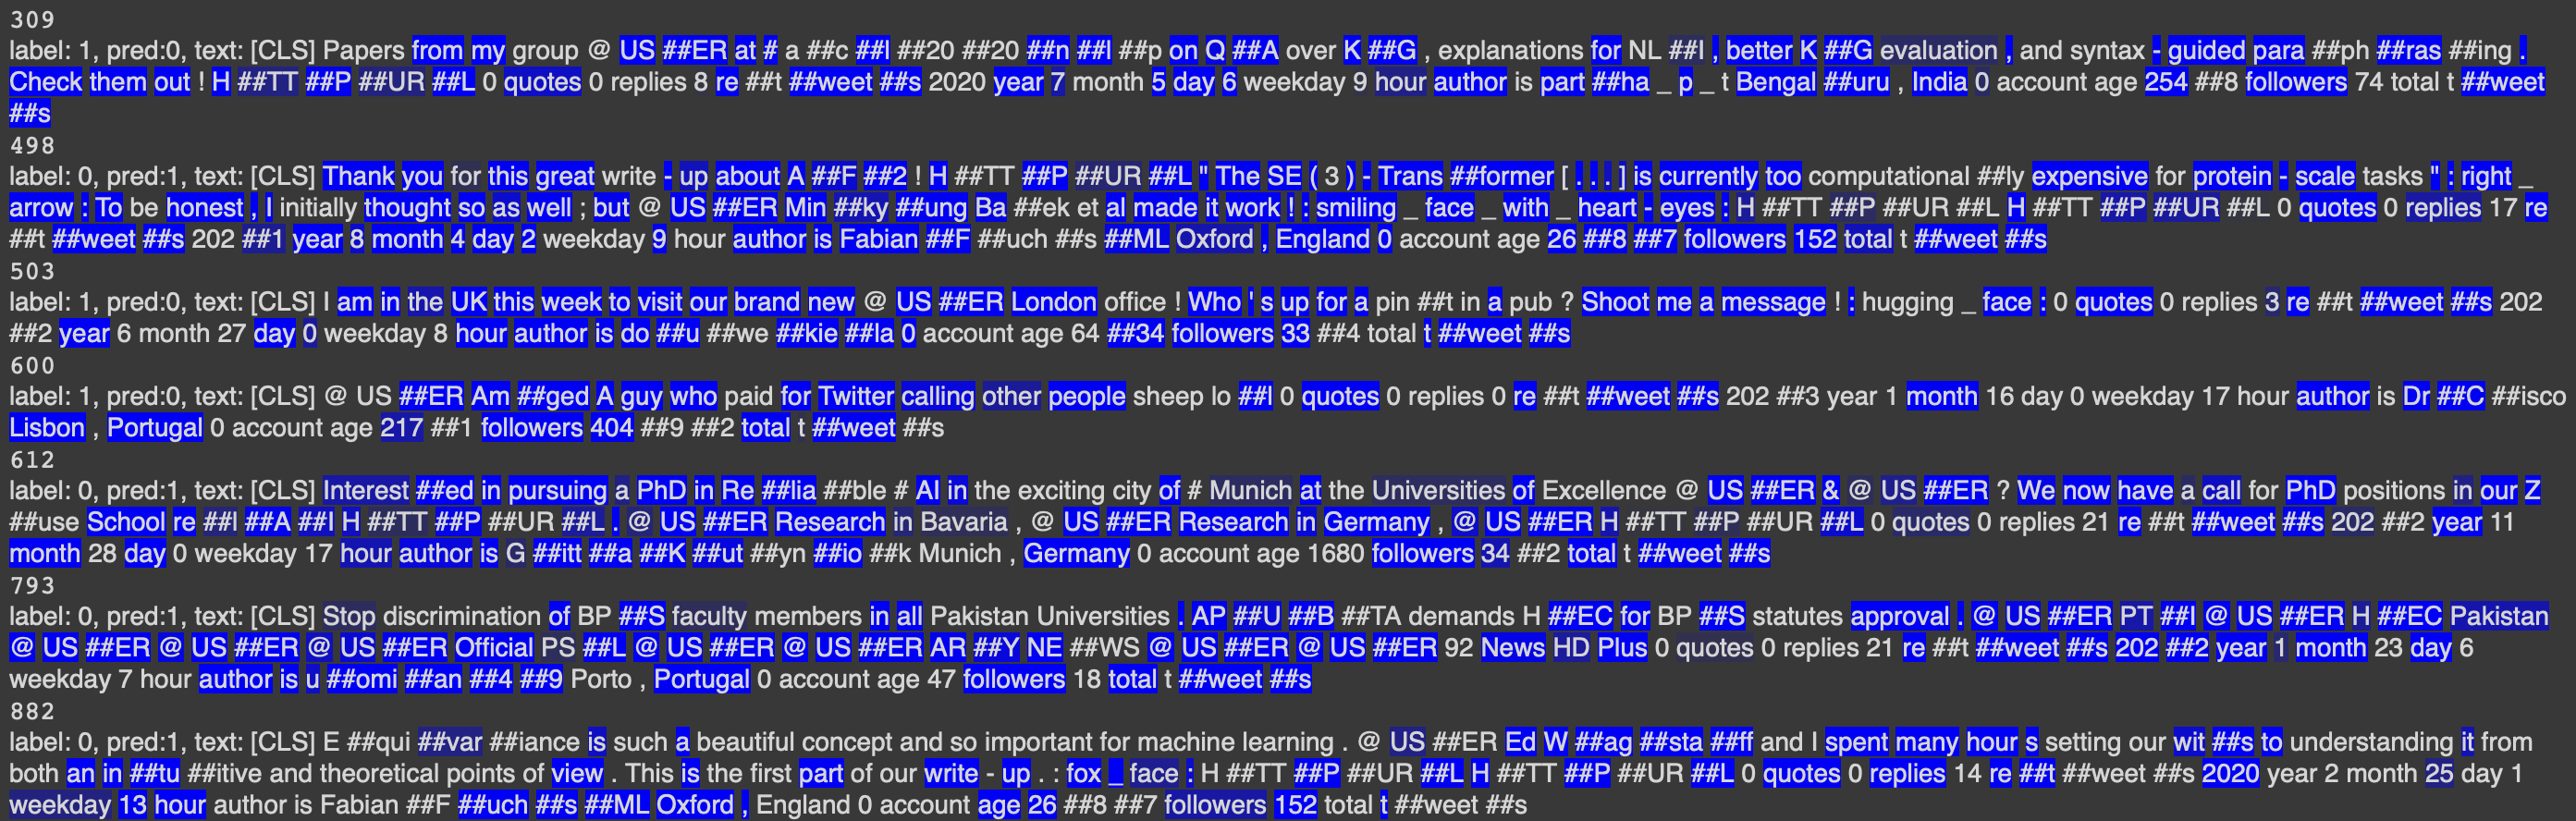 309
label: 1, pred:0, text: [CLS] Papers from my group @ US ##ER at # a ##c ##l ##20 ##20 ##n ##l ##p on Q ##A over K ##G , explanations for NL ##I , better K ##G evaluation , and syntax - guided para ##ph ##ras ##ing .
Check them out ! H ##TT ##P ##UR ##L 0 quotes 0 replies 8 re ##t ##weet ##s 2020 year 7 month 5 day 6 weekday 9 hour author is part ##ha _ p _ t Bengal ##uru , India 0 account age 254 ##8 followers 74 total t ##weet
##s
498
label: 0, pred:1, text: [CLS] Thank you for this great write - up about A ##F ##2 ! H ##TT ##P ##UR ##L " The SE ( 3 ) - Trans ##former [ . . . ] is currently too computational ##ly expensive for protein - scale tasks " : right _
arrow : To be honest , I initially thought so as well ; but @ US ##ER Min ##ky ##ung Ba ##ek et al made it work ! : smiling _ face _ with _ heart - eyes : H ##TT ##P ##UR ##L H ##TT ##P ##UR ##L 0 quotes 0 replies 17 re
##t ##weet ##s 202 ##1 year 8 month 4 day 2 weekday 9 hour author is Fabian ##F ##uch ##s ##ML Oxford , England 0 account age 26 ##8 ##7 followers 152 total t ##weet ##s
503
label: 1, pred:0, text: [CLS] I am in the UK this week to visit our brand new @ US ##ER London office ! Who ' s up for a pin ##t in a pub ? Shoot me a message ! : hugging _ face : 0 quotes 0 replies 3 re ##t ##weet ##s 202
##2 year 6 month 27 day 0 weekday 8 hour author is do ##u ##we ##kie ##la 0 account age 64 ##34 followers 33 ##4 total t ##weet ##s
600
label: 1, pred:0, text: [CLS] @ US ##ER Am ##ged A guy who paid for Twitter calling other people sheep lo ##l 0 quotes 0 replies 0 re ##t ##weet ##s 202 ##3 year 1 month 16 day 0 weekday 17 hour author is Dr ##C ##isco
Lisbon , Portugal 0 account age 217 ##1 followers 404 ##9 ##2 total t ##weet ##s
612
label: 0, pred:1, text: [CLS] Interest ##ed in pursuing a PhD in Re ##lia ##ble # AI in the exciting city of # Munich at the Universities of Excellence @ US ##ER & @ US ##ER ? We now have a call for PhD positions in our Z
##use School re ##l ##A ##I H ##TT ##P ##UR ##L . @ US ##ER Research in Bavaria , @ US ##ER Research in Germany , @ US ##ER H ##TT ##P ##UR ##L 0 quotes 0 replies 21 re ##t ##weet ##s 202 ##2 year 11
month 28 day 0 weekday 17 hour author is G ##itt ##a ##K ##ut ##yn ##io ##k Munich , Germany 0 account age 1680 followers 34 ##2 total t ##weet ##s
793
label: 0, pred:1, text: [CLS] Stop discrimination of BP ##S faculty members in all Pakistan Universities . AP ##U ##B ##TA demands H ##EC for BP ##S statutes approval . @ US ##ER PT ##I @ US ##ER H ##EC Pakistan
@ US ##ER @ US ##ER @ US ##ER Official PS ##L @ US ##ER @ US ##ER AR ##Y NE ##WS @ US ##ER @ US ##ER 92 News HD Plus 0 quotes 0 replies 21 re ##t ##weet ##s 202 ##2 year 1 month 23 day 6
weekday 7 hour author is u ##omi ##an ##4 ##9 Porto , Portugal 0 account age 47 followers 18 total t ##weet ##s
882
label: 0, pred:1, text: [CLS] E ##qui ##var ##iance is such a beautiful concept and so important for machine learning . @ US ##ER Ed W ##ag ##sta ##ff and I spent many hour s setting our wit ##s to understanding it from
both an in ##tu ##itive and theoretical points of view . This is the first part of our write - up . : fox _ face : H ##TT ##P ##UR ##L H ##TT ##P ##UR ##L 0 quotes 0 replies 14 re ##t ##weet ##s 2020 year 2 month 25 day 1
weekday 13 hour author is Fabian ##F ##uch ##s ##ML Oxford , England 0 account age 26 ##8 ##7 followers 152 total t ##weet ##s